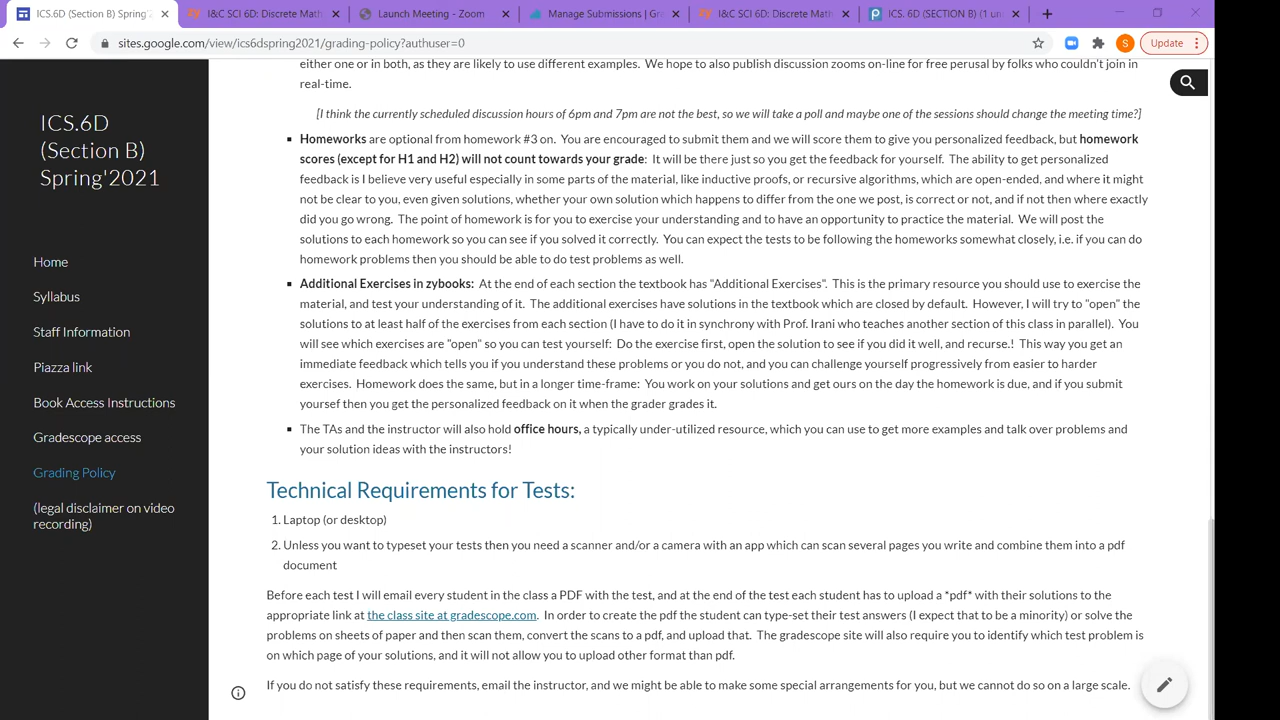 ICS.6D (Section B) Spring'
I&C SCI 6D: Discrete Math
Launch Meeting - Zoom
Manage Submissions | Gr
I&C SCI 6D: Discrete Math
ICS. 6D (SECTION B) (1 un
sites.google.com/view/ics6dspring2021/grading-policy?authuser=0
S
Update
ICS.6D
(Section B)
Spring'2021
Home
Syllabus
Staff Information
Piazza link
Book Access Instructions
Gradescope access
Grading Policy
(legal disclaimer on video
recording)
either one or in both, as they are likely to use different examples. We hope to also publish discussion zooms on-line for free perusal by folks who couldn't join in
real-time.
[I think the currently scheduled discussion hours of 6pm and 7pm are not the best, so we will take a poll and maybe one of the sessions should change the meeting time?]
▪ Homeworks are optional from homework #3 on. You are encouraged to submit them and we will score them to give you personalized feedback, but homework
scores (except for H1 and H2) will not count towards your grade: It will be there just so you get the feedback for yourself. The ability to get personalized
feedback is I believe very useful especially in some parts of the material, like inductive proofs, or recursive algorithms, which are open-ended, and where it might
not be clear to you, even given solutions, whether your own solution which happens to differ from the one we post, is correct or not, and if not then where exactly
did you go wrong. The point of homework is for you to exercise your understanding and to have an opportunity to practice the material. We will post the
solutions to each homework so you can see if you solved it correctly. You can expect the tests to be following the homeworks somewhat closely, i.e. if you can do
homework problems then you should be able to do test problems as well.
▪ Additional Exercises in zybooks: At the end of each section the textbook has "Additional Exercises". This is the primary resource you should use to exercise the
material, and test your understanding of it. The additional exercises have solutions in the textbook which are closed by default. However, I will try to "open" the
solutions to at least half of the exercises from each section (I have to do it in synchrony with Prof. Irani who teaches another section of this class in parallel). You
will see which exercises are "open" so you can test yourself: Do the exercise first, open the solution to see if you did it well, and recurse.! This way you get an
immediate feedback which tells you if you understand these problems or you do not, and you can challenge yourself progressively from easier to harder
exercises. Homework does the same, but in a longer time-frame: You work on your solutions and get ours on the day the homework is due, and if you submit
yoursef then you get the personalized feedback on it when the grader grades it.
▪ The TAs and the instructor will also hold office hours, a typically under-utilized resource, which you can use to get more examples and talk over problems and
your solution ideas with the instructors!
Technical Requirements for Tests:
1. Laptop (or desktop)
2. Unless you want to typeset your tests then you need a scanner and/or a camera with an app which can scan several pages you write and combine them into a pdf
document
Before each test I will email every student in the class a PDF with the test, and at the end of the test each student has to upload a *pdf* with their solutions to the
appropriate link at the class site at gradescope.com. In order to create the pdf the student can type-set their test answers (I expect that to be a minority) or solve the
problems on sheets of paper and then scan them, convert the scans to a pdf, and upload that. The gradescope site will also require you to identify which test problem is
on which page of your solutions, and it will not allow you to upload other format than pdf.
If you do not satisfy these requirements, email the instructor, and we might be able to make some special arrangements for you, but we cannot do so on a large scale.